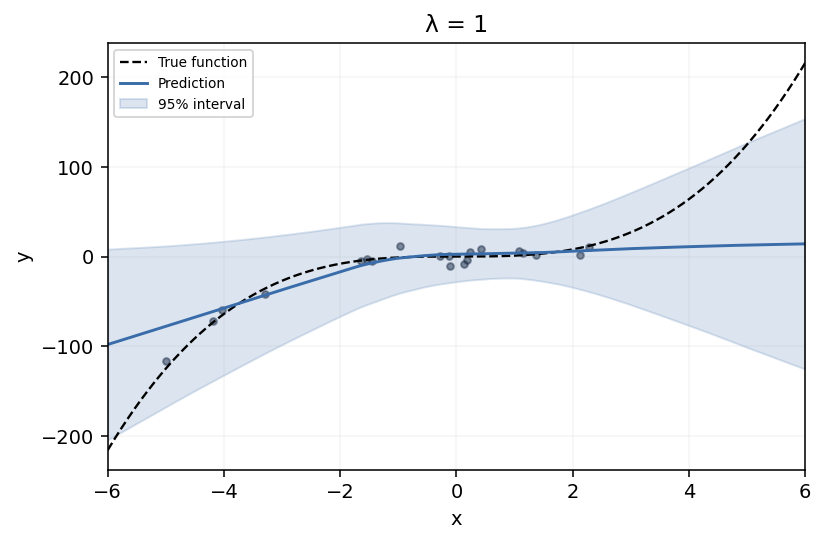 λ = 1
True function
Prediction
95% interval
200
100
0
−100
−200
y
−6
−4
−2
0
2
4
6
x